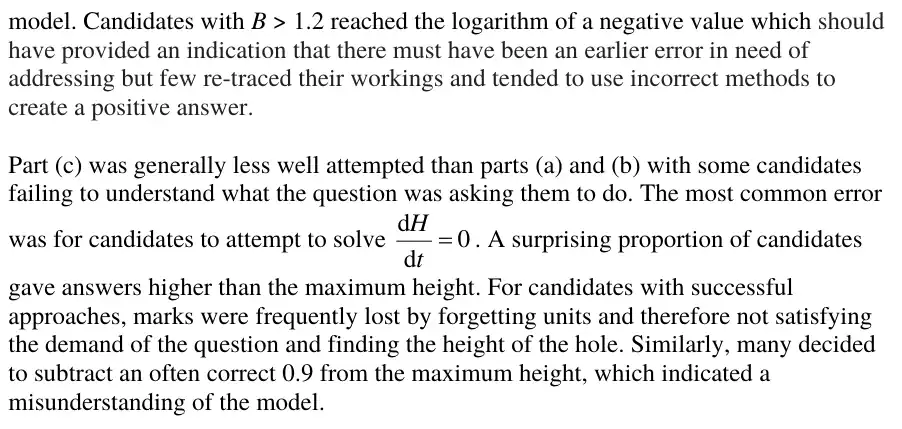 model. Candidates with B > 1.2 reached the logarithm of a negative value which should
have provided an indication that there must have been an earlier error in need of
addressing but few re-traced their workings and tended to use incorrect methods to
create a positive answer.
Part (c) was generally less well attempted than parts (a) and (b) with some candidates
failing to understand what the question was asking them to do. The most common error
was for candidates to attempt to solve dH/dt = 0. A surprising proportion of candidates
gave answers higher than the maximum height. For candidates with successful
approaches, marks were frequently lost by forgetting units and therefore not satisfying
the demand of the question and finding the height of the hole. Similarly, many decided
to subtract an often correct 0.9 from the maximum height, which indicated a
misunderstanding of the model.